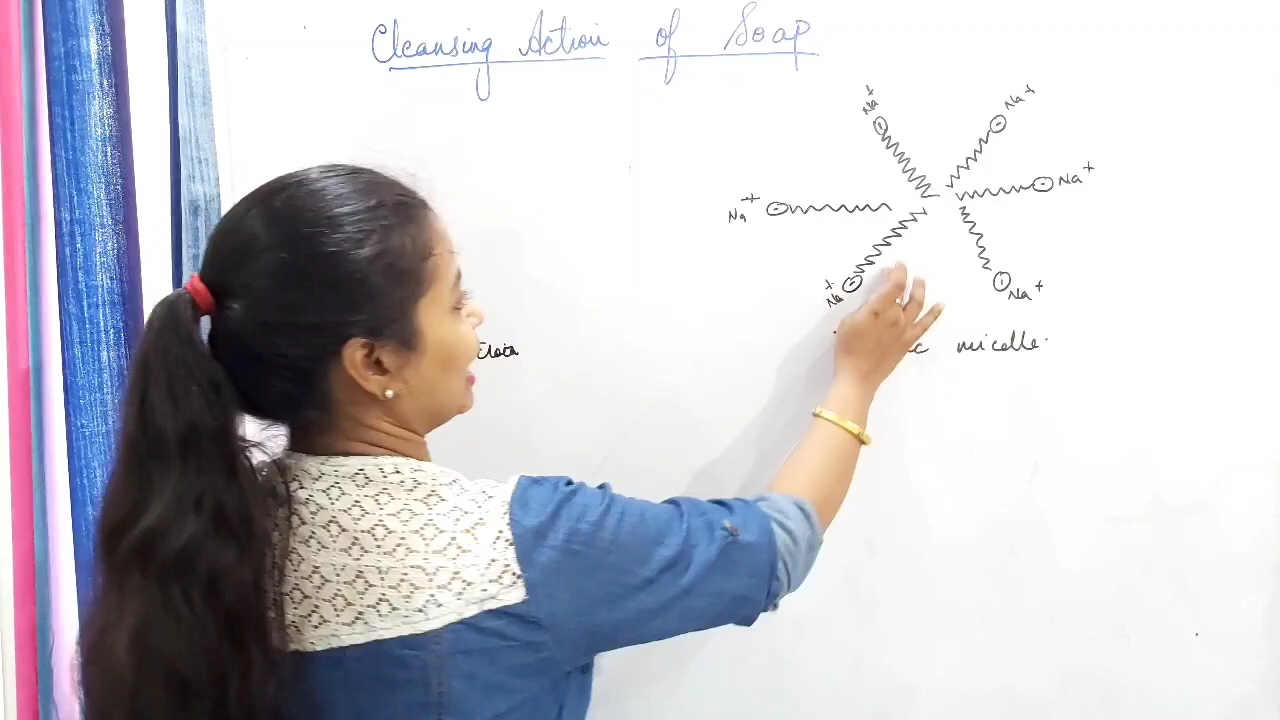 Cleansing Action of Soap
Na+ Na+
Na+
Na+
Na+ Na+
micelle.